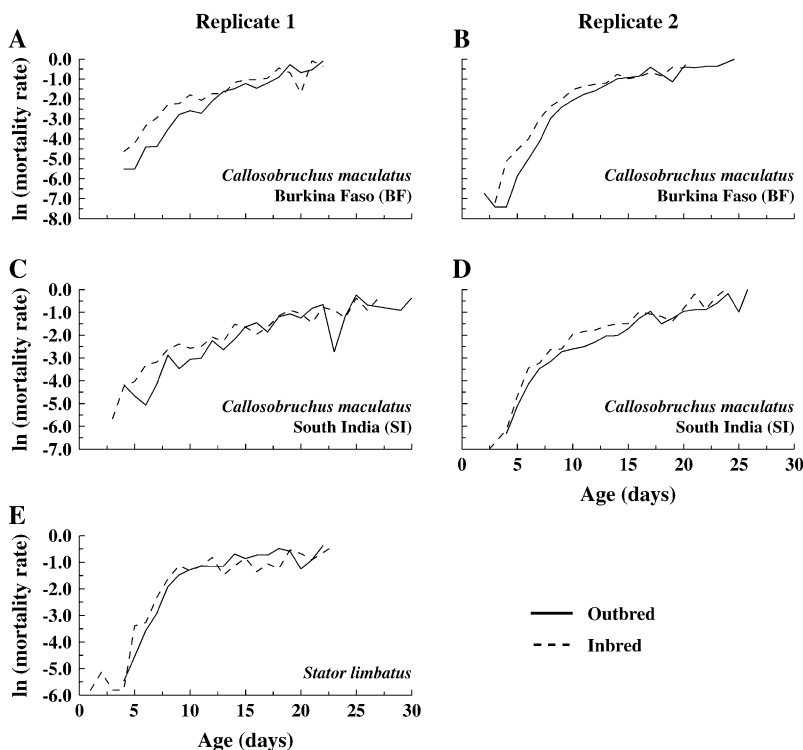 Replicate 1
Replicate 2
A
ln (mortality rate)
0.0
-1.0
-2.0
-3.0
-4.0
-5.0
-6.0
-7.0
-8.0
Callosobruchus maculatus
Burkina Faso (BF)
B
Callosobruchus maculatus
Burkina Faso (BF)
C
ln (mortality rate)
0.0
-1.0
-2.0
-3.0
-4.0
-5.0
-6.0
-7.0
Callosobruchus maculatus
South India (SI)
D
Callosobruchus maculatus
South India (SI)
0 5 10 15 20 25 30
Age (days)
E
ln (mortality rate)
0.0
-1.0
-2.0
-3.0
-4.0
-5.0
-6.0
Stator limbatus
0 5 10 15 20 25 30
Age (days)
Outbred
Inbred